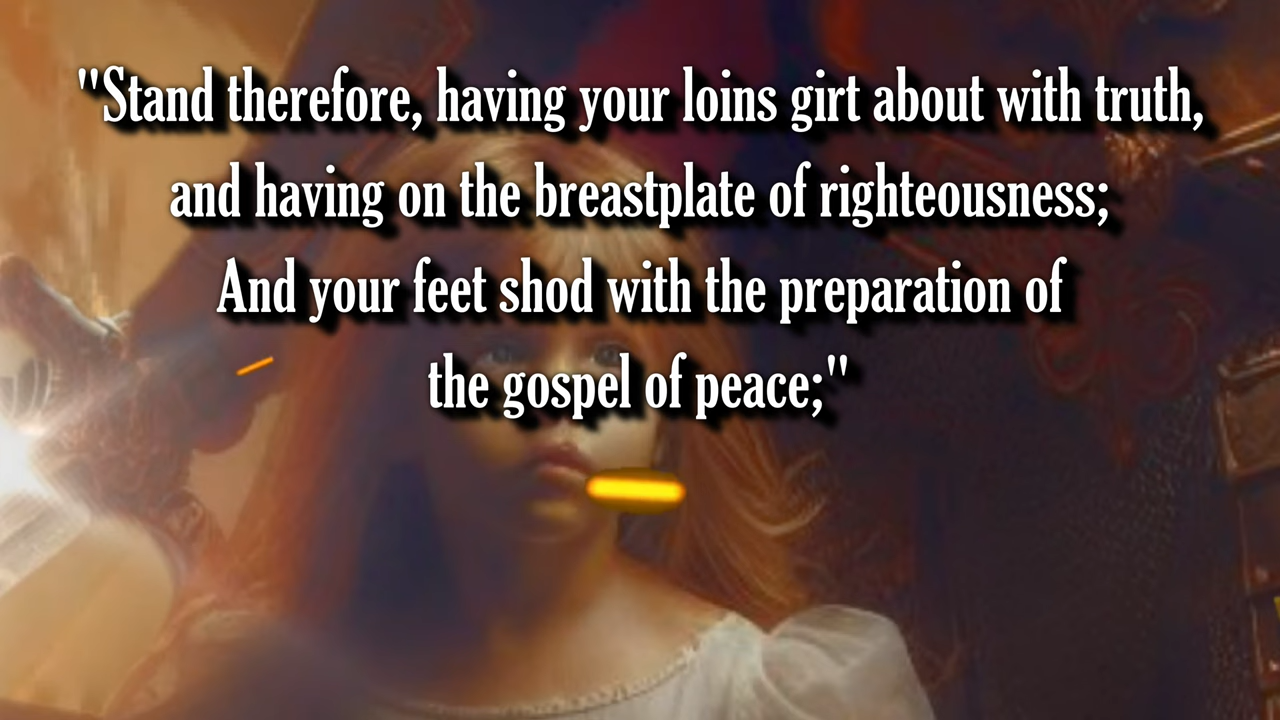 "Stand therefore, having your loins girt about with truth,
and having on the breastplate of righteousness;
And your feet shod with the preparation of
the gospel of peace;"